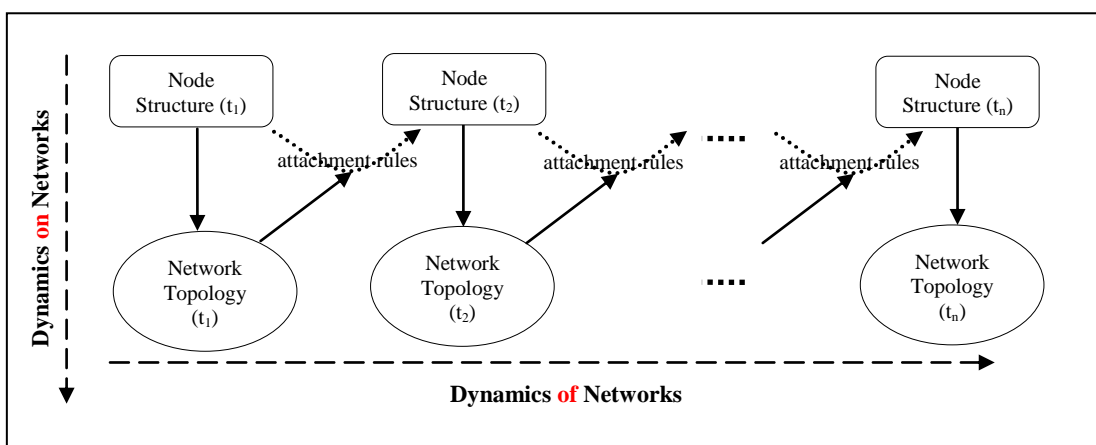 Node
Structure (t₁)
Node
Structure (t₂)
Node
Structure (tₙ)
attachment rules
attachment rules
attachment rules
Network
Topology
(t₁)
Network
Topology
(t₂)
Network
Topology
(tₙ)
Dynamics on Networks
Dynamics of Networks